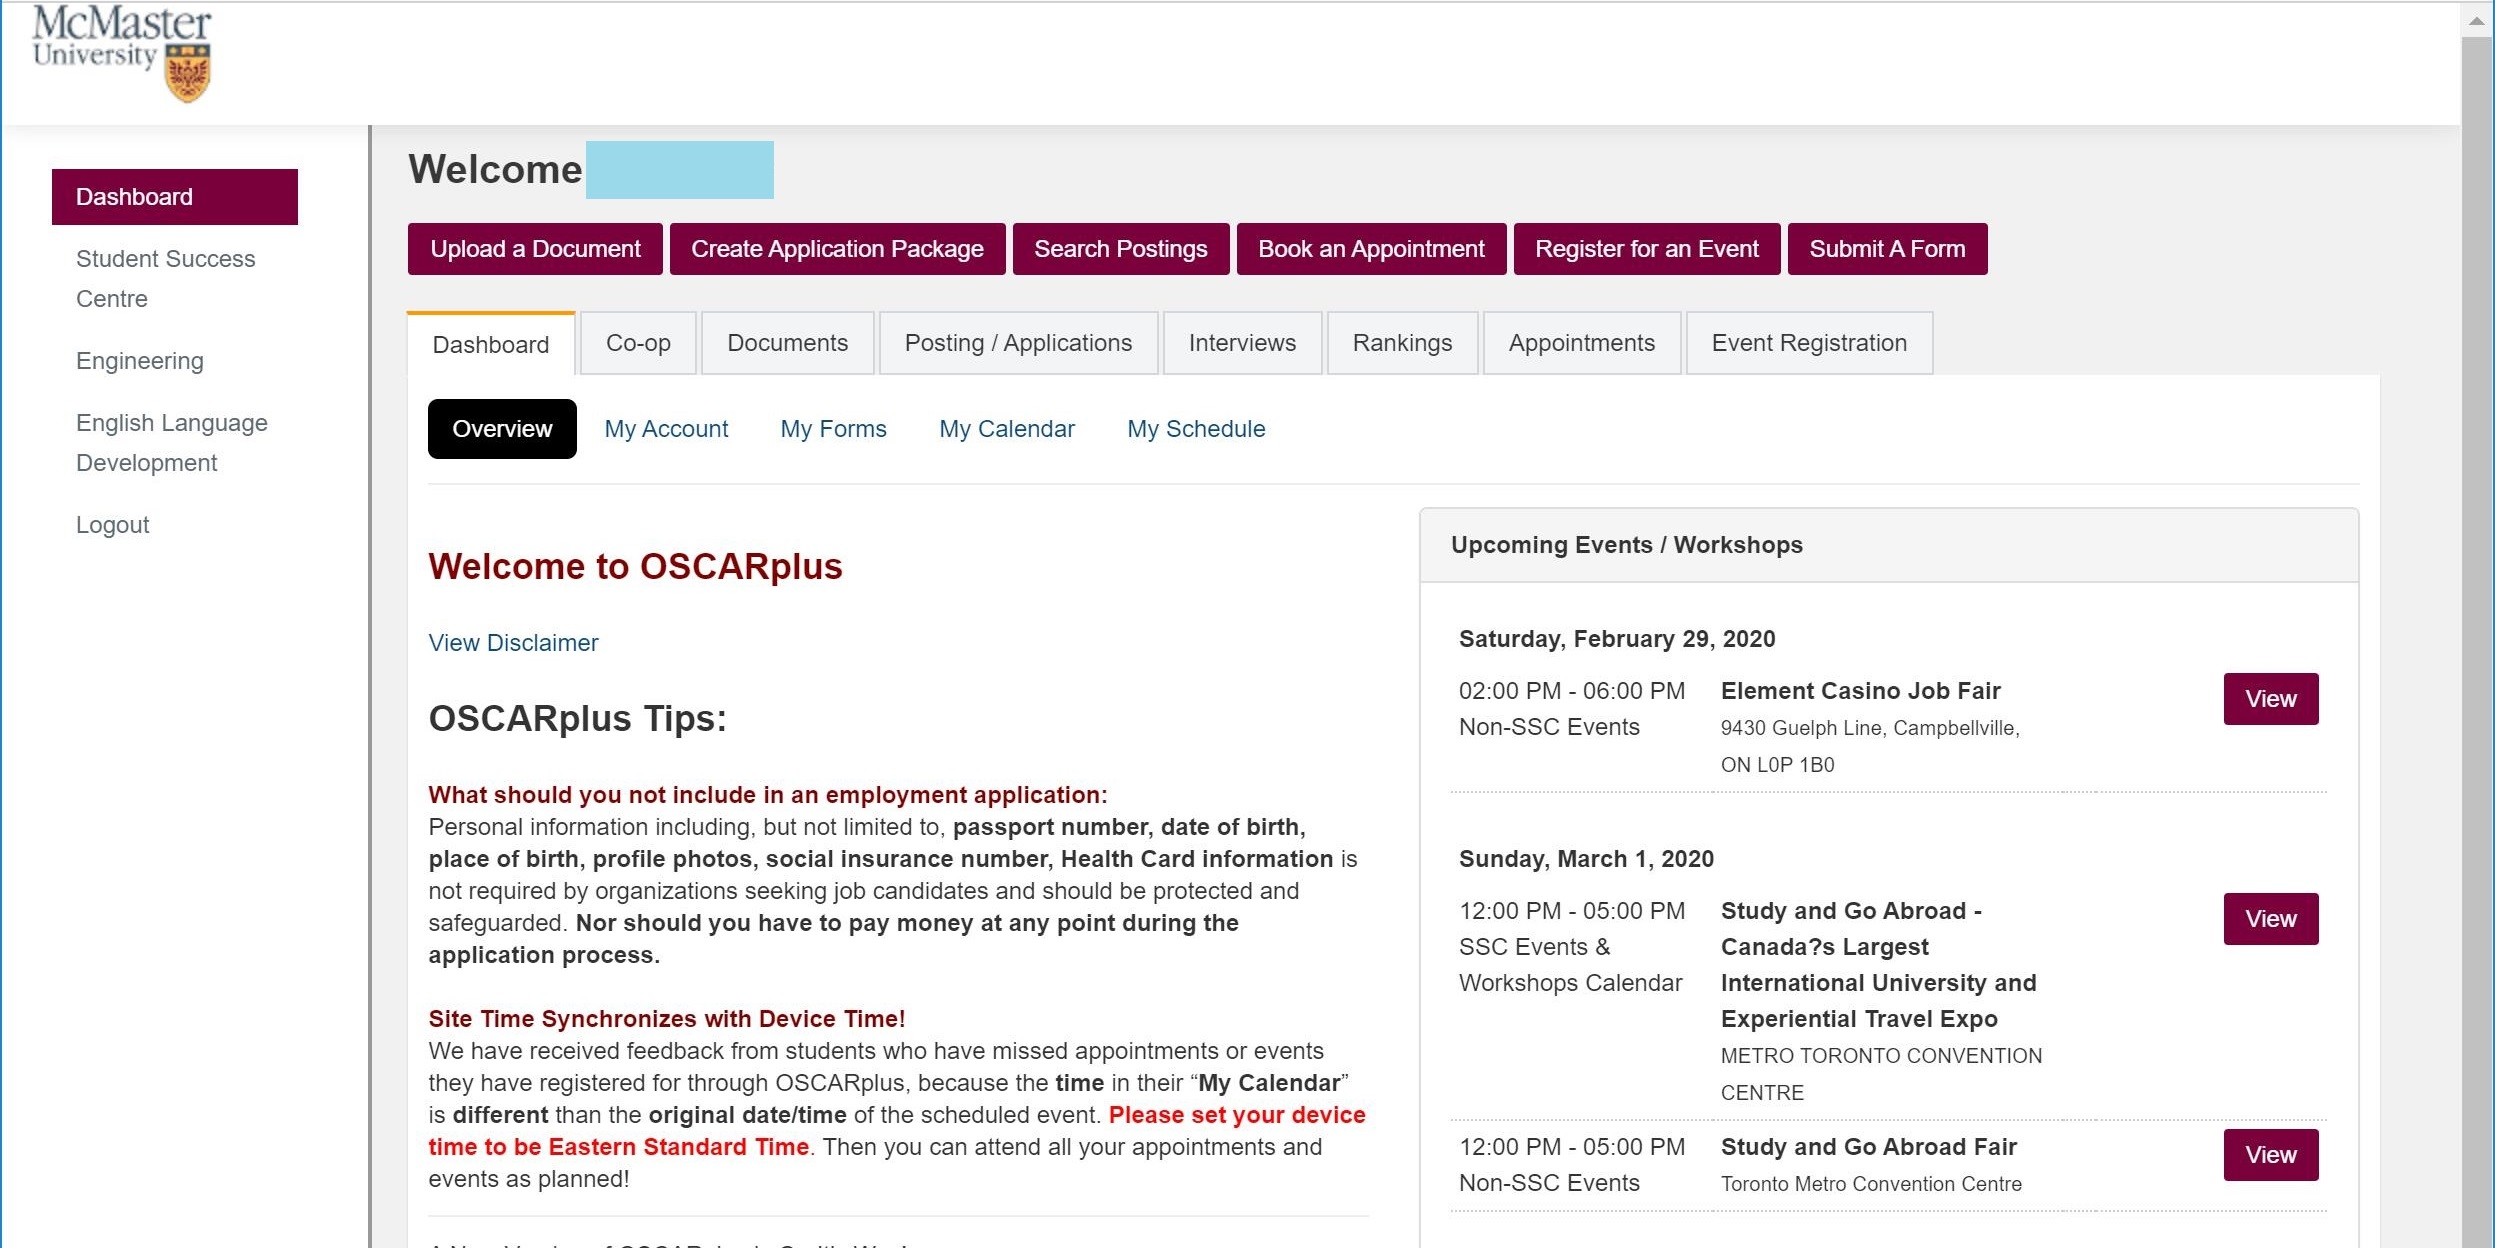 McMaster
University
Welcome
Dashboard
Student Success
Centre
Engineering
English Language
Development
Logout
Upload a Document
Create Application Package
Search Postings
Book an Appointment
Register for an Event
Submit A Form
Dashboard
Co-op
Documents
Posting / Applications
Interviews
Rankings
Appointments
Event Registration
Overview
My Account
My Forms
My Calendar
My Schedule
Welcome to OSCARplus
View Disclaimer
OSCARplus Tips:
What should you not include in an employment application:
Personal information including, but not limited to, passport number, date of birth,
place of birth, profile photos, social insurance number, Health Card information is
not required by organizations seeking job candidates and should be protected and
safeguarded. Nor should you have to pay money at any point during the
application process.
Site Time Synchronizes with Device Time!
We have received feedback from students who have missed appointments or events
they have registered for through OSCARplus, because the time in their “My Calendar”
is different than the original date/time of the scheduled event. Please set your device
time to be Eastern Standard Time. Then you can attend all your appointments and
events as planned!
Upcoming Events / Workshops
Saturday, February 29, 2020
02:00 PM - 06:00 PM
Non-SSC Events
Element Casino Job Fair
9430 Guelph Line, Campbellville,
ON L0P 1B0
View
Sunday, March 1, 2020
12:00 PM - 05:00 PM
SSC Events &
Workshops Calendar
Study and Go Abroad -
Canada?s Largest
International University and
Experiential Travel Expo
METRO TORONTO CONVENTION
CENTRE
View
12:00 PM - 05:00 PM
Non-SSC Events
Study and Go Abroad Fair
Toronto Metro Convention Centre
View